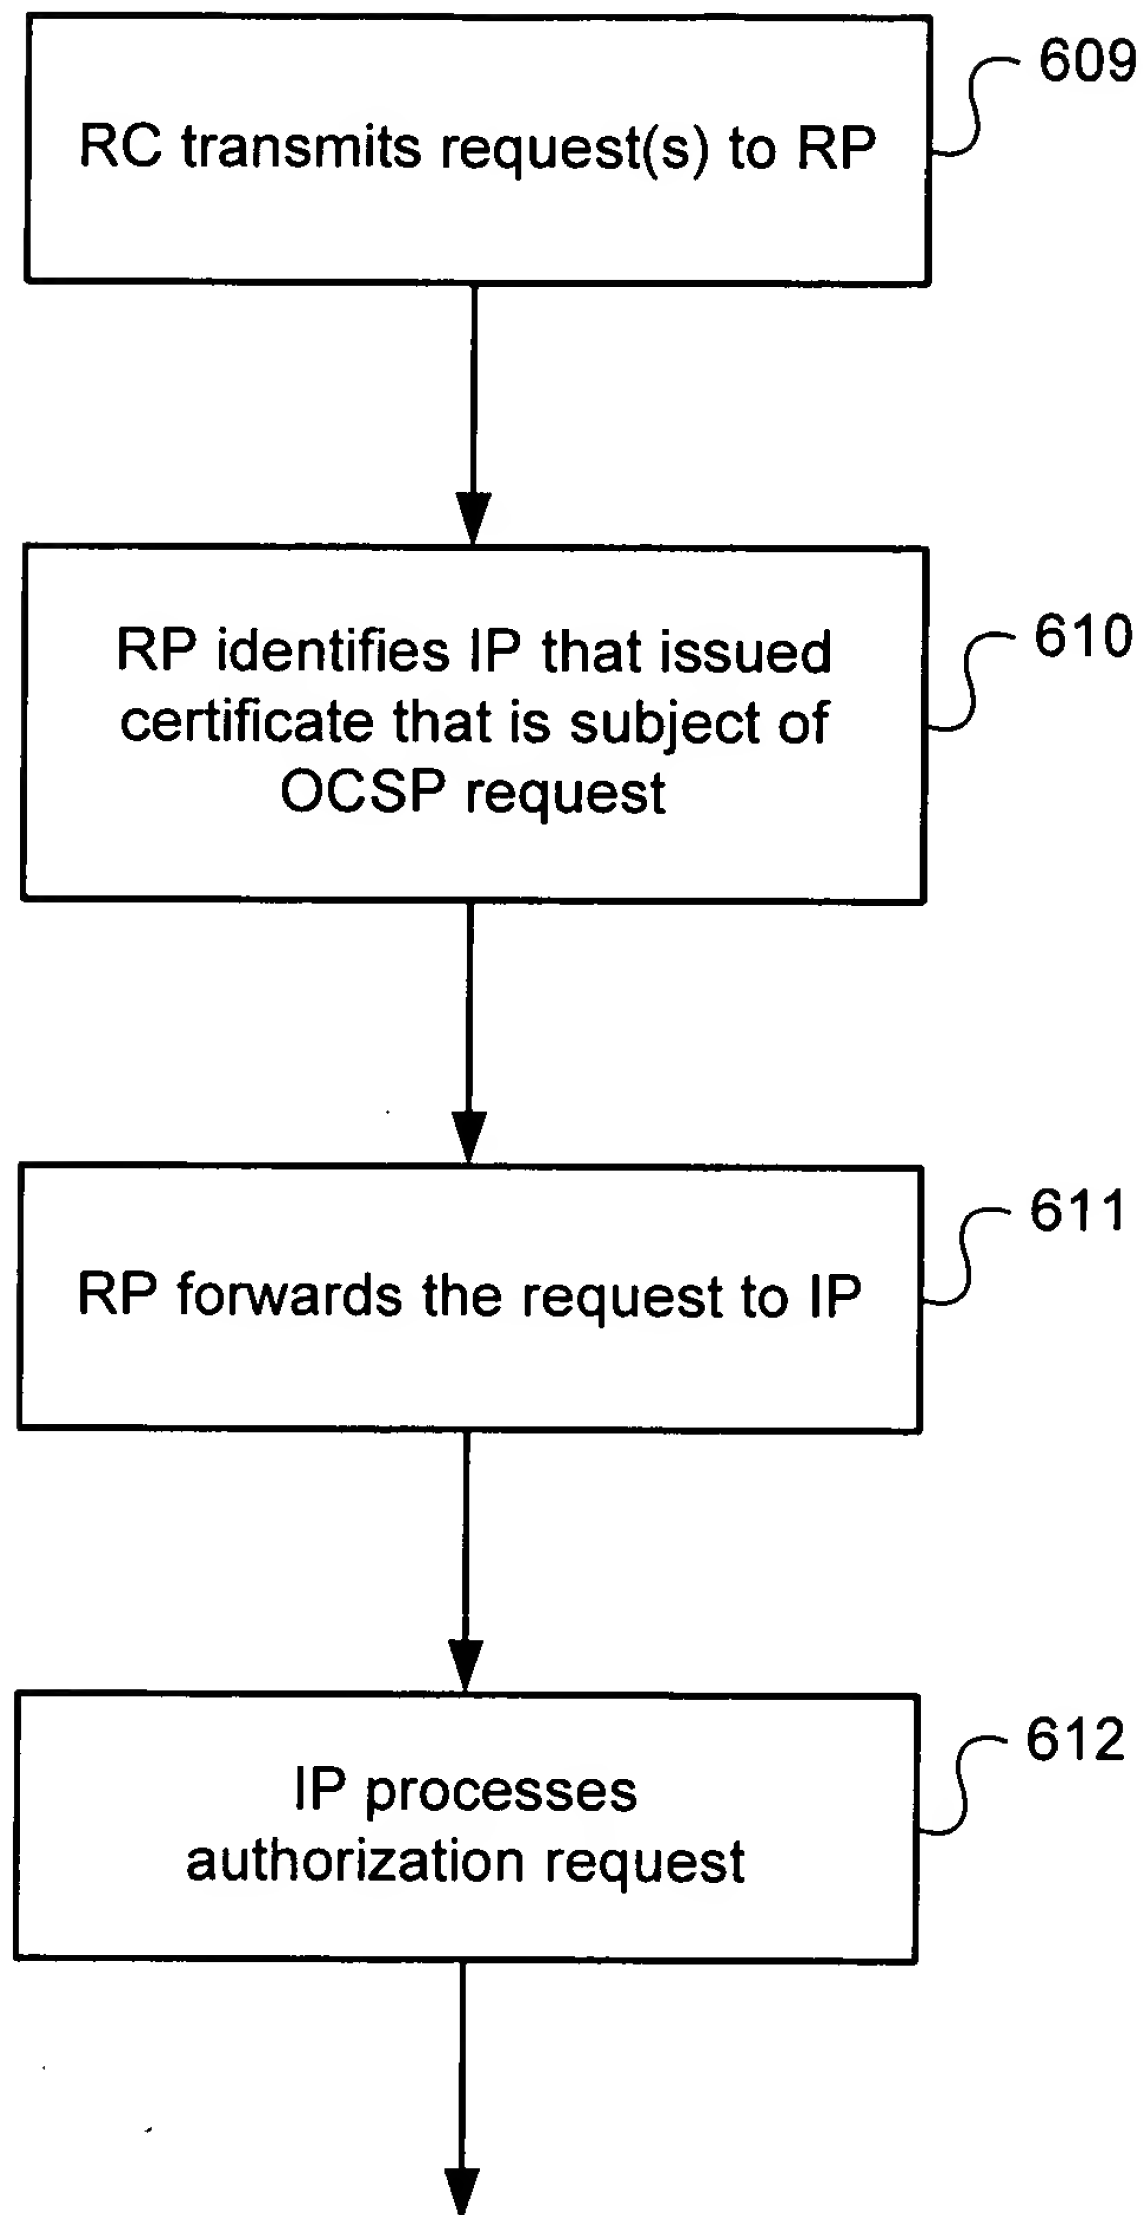 RC transmits request(s) to RP
609
RP identifies IP that issued
certificate that is subject of
OCSP request
610
RP forwards the request to IP
611
IP processes
authorization request
612